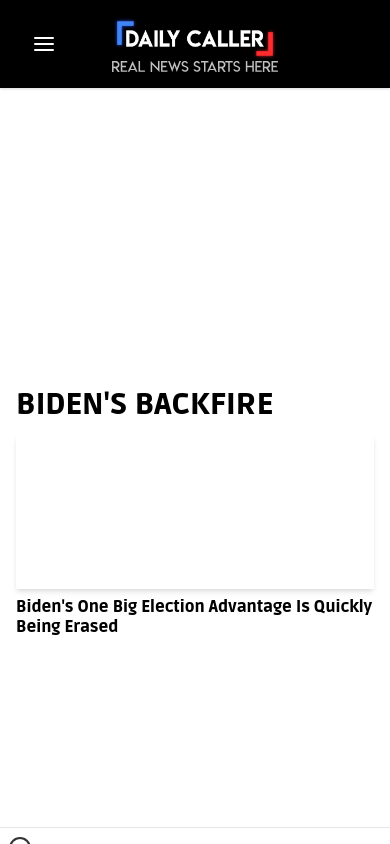 DAILY CALLER
REAL NEWS STARTS HERE
BIDEN'S BACKFIRE
Biden's One Big Election Advantage Is Quickly
Being Erased